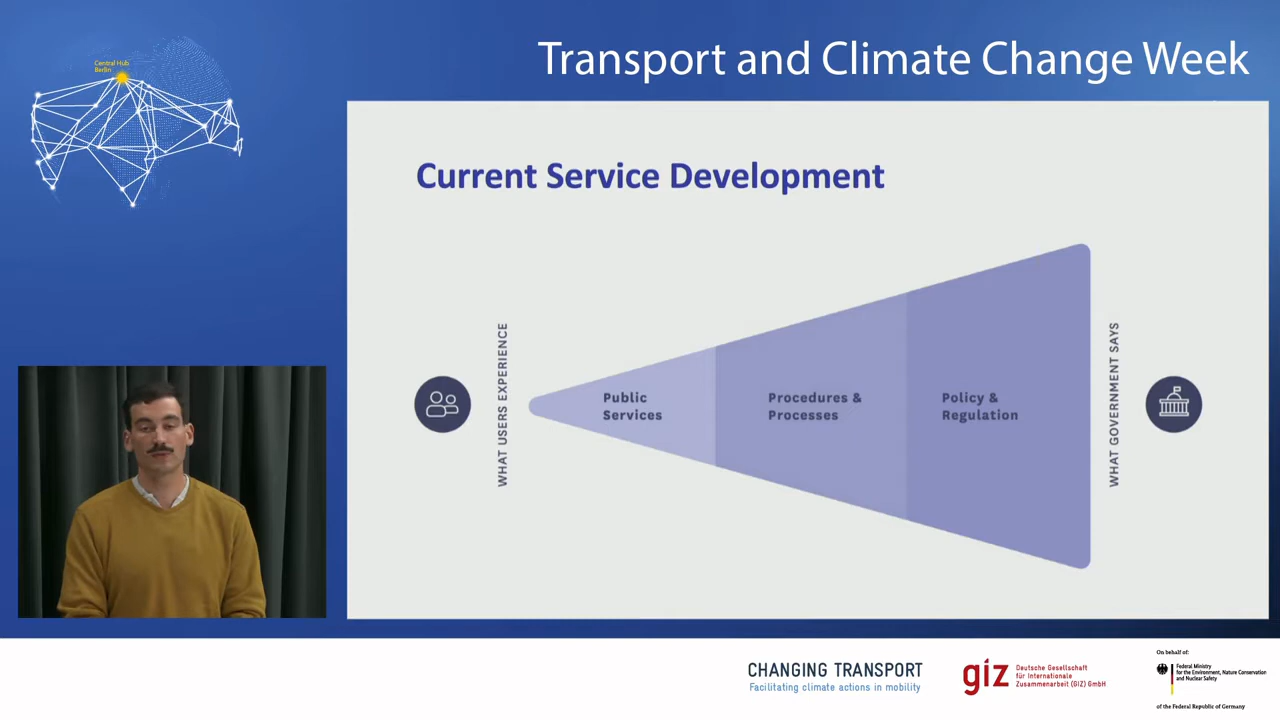 Central Hub
Berlin
Transport and Climate Change Week
Current Service Development
WHAT USERS EXPERIENCE
Public
Services
Procedures &
Processes
Policy &
Regulation
WHAT GOVERNMENT SAYS
CHANGING TRANSPORT
Facilitating climate actions in mobility
giz
Deutsche Gesellschaft
für Internationale
Zusammenarbeit (GIZ) GmbH
On behalf of:
Federal Ministry
for the Environment, Nature Conservation
and Nuclear Safety
of the Federal Republic of Germany